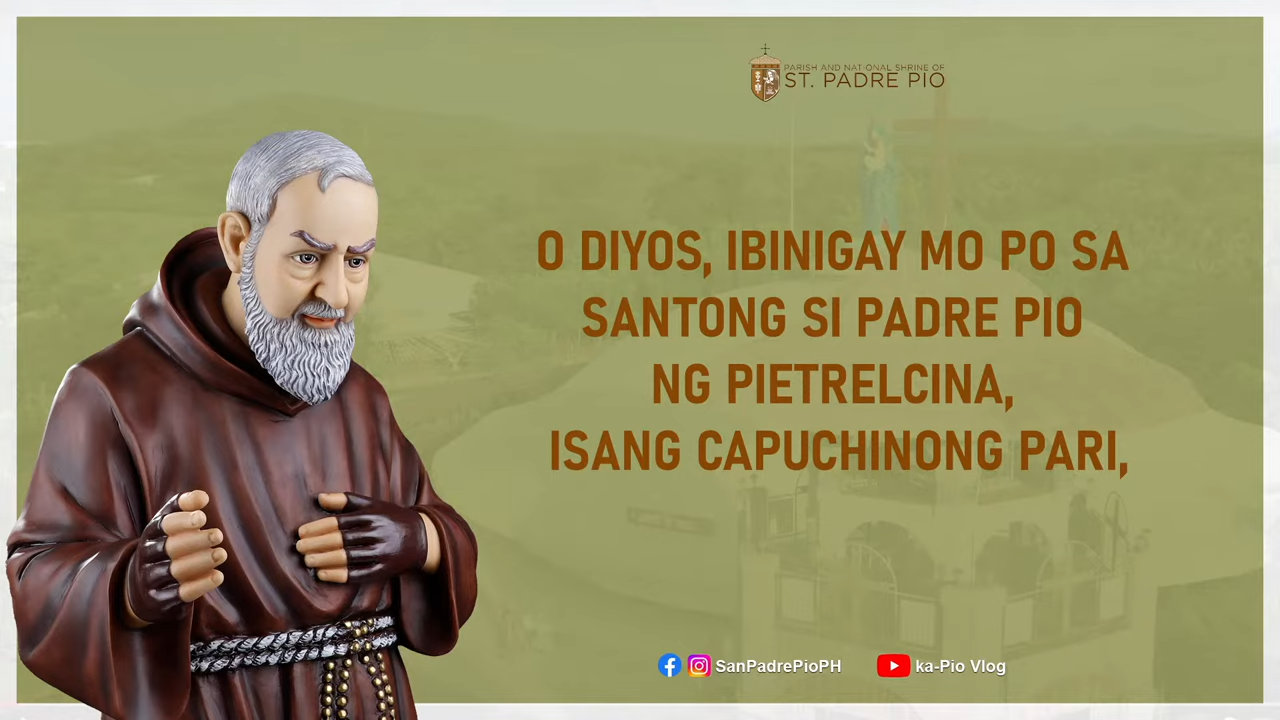 PARISH AND NATIONAL SHRINE OF
ST. PADRE PIO
O DIYOS, IBINIGAY MO PO SA
SANTONG SI PADRE PIO
NG PIETRELCINA,
ISANG CAPUCHINONG PARI,
SanPadrePioPH ka-Pio Vlog